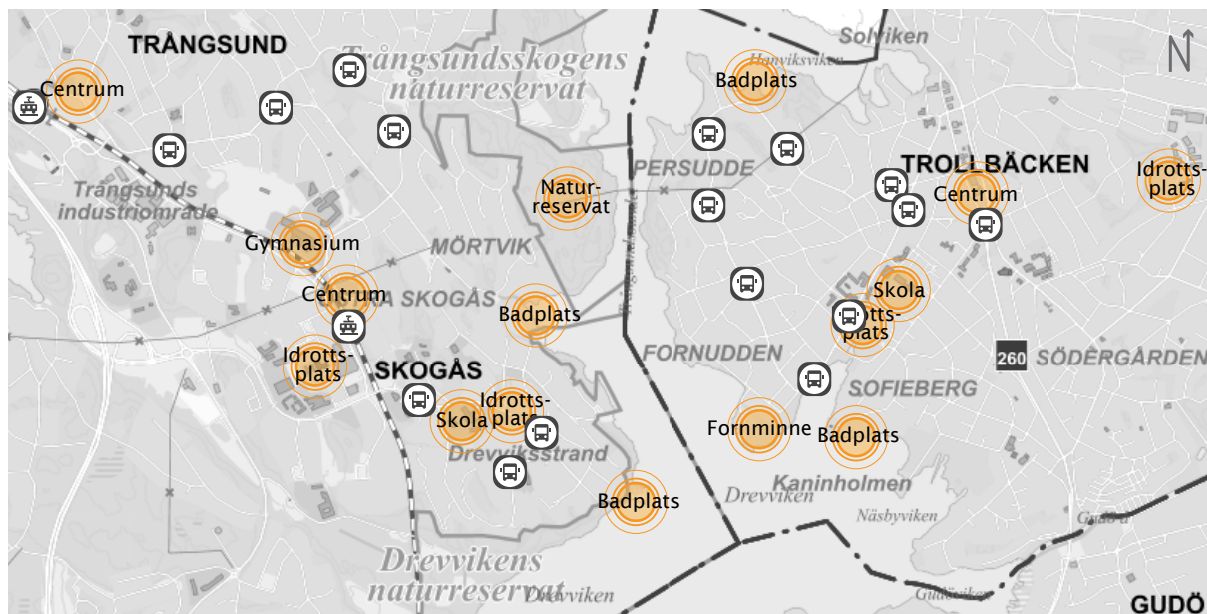 Solviken
TRÅNGSUND
Trångsundsskogens
naturreservat
Hanviksviken
N
Badplats
Centrum
PERSUDDE
TROLLBÄCKEN
Idrotts-
plats
Centrum
Natur-
reservat
Trångsunds
industriområde
Gymnasium
MÖRTVIK
Skola
Centrum
SKOGÅS
Badplats
plats
FORNUDDEN
260
SÖDERGÅRDEN
Idrotts-
plats
SKOGÅS
SOFIEBERG
Idrotts-
plats
Skola
Fornminne
Badplats
Drevviksstrand
Kaninholmen
Badplats
Drevviken
Näsbyviken
Gudö å
Drevvikens
naturreservat
Drevviken
Gudöviken
GUDÖ